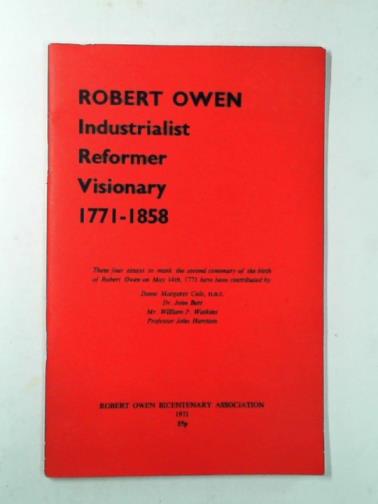 ROBERT OWEN
Industrialist
Reformer
Visionary
1771-1858
These four essays to mark the second centenary of the birth
of Robert Owen on May 14th, 1771 have been contributed by
Dame Margaret Cole, O.B.E.
Dr. John Butt
Mr. William P. Watkins
Professor John Harrison
ROBERT OWEN BICENTENARY ASSOCIATION
1971